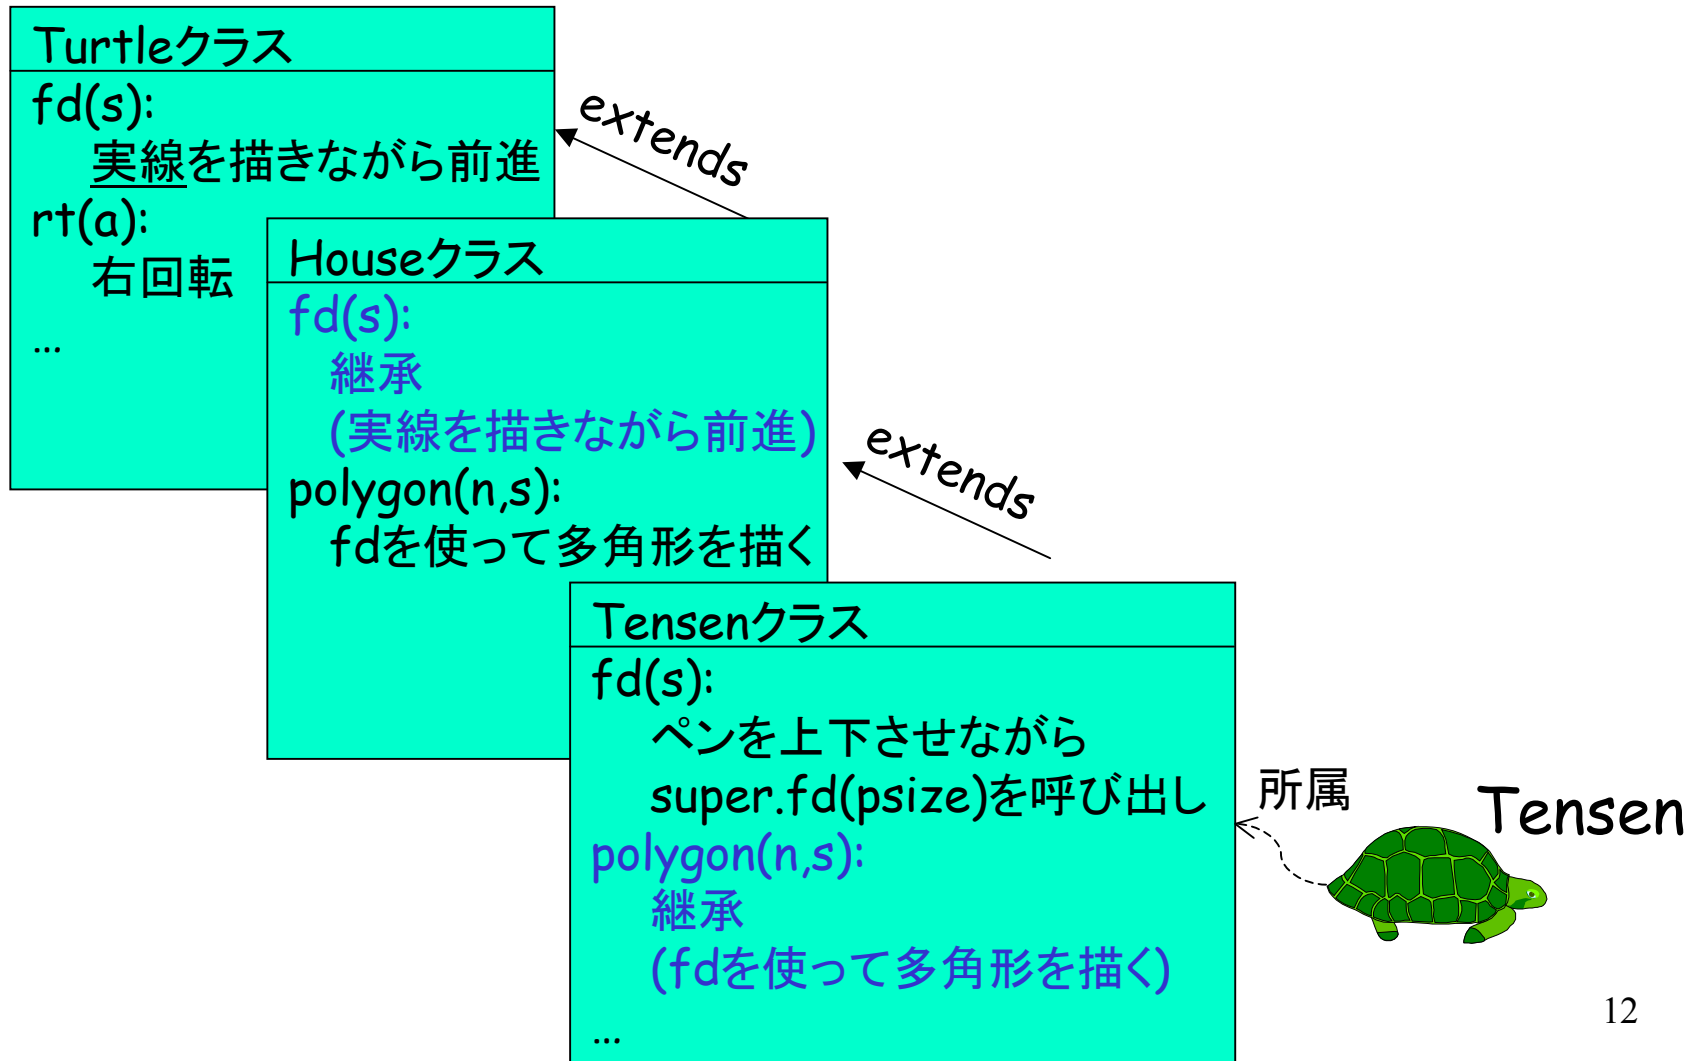 Turtleクラス
fd(s):
実線を描きながら前進
rt(a):
右回転
…
extends
Houseクラス
fd(s):
継承
(実線を描きながら前進)
polygon(n,s):
fdを使って多角形を描く
extends
Tensenクラス
fd(s):
ペンを上下させながら
super.fd(psize)を呼び出し
polygon(n,s):
継承
(fdを使って多角形を描く)
…
所属
Tensen
12